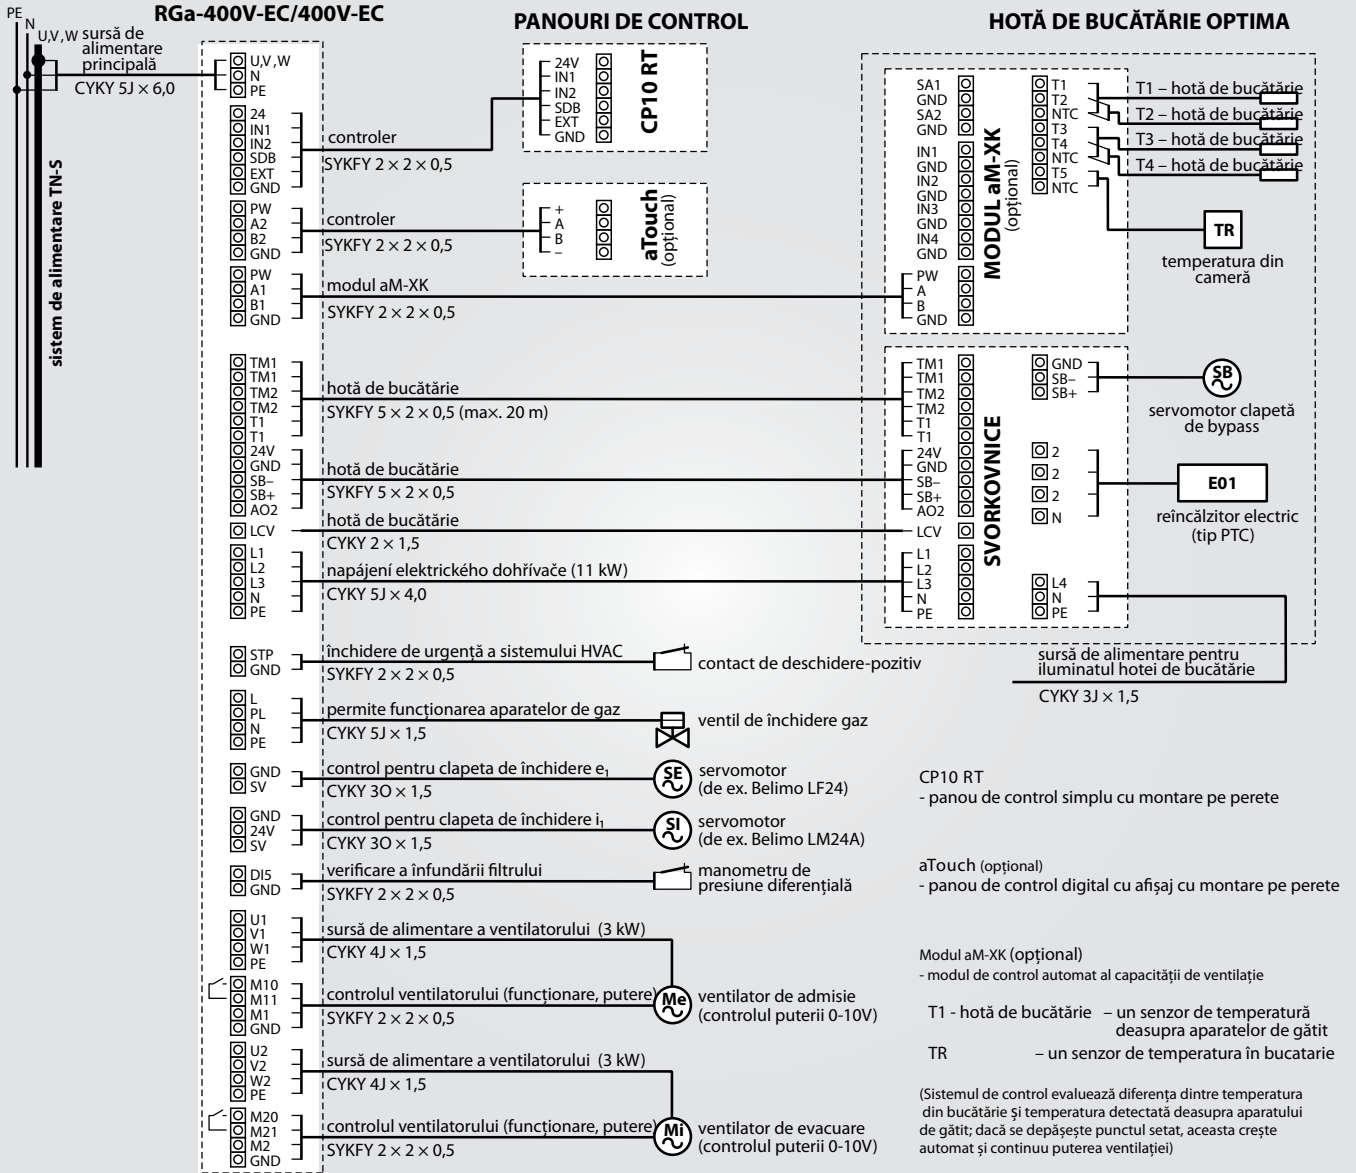 RGa-400V-EC/400V-EC
PANOURI DE CONTROL
HOTĂ DE BUCĂTĂRIE OPTIMA
PE
N
U,V,W
sursă de
alimentare
principală
CYKY 5J × 6,0
sistem de alimentare TN-S
U,V,W
N
PE
24
IN1
IN2
SDB
EXT
GND
controler
SYKFY 2 × 2 × 0,5
PW
A2
B2
GND
controler
SYKFY 2 × 2 × 0,5
PW
A1
B1
GND
modul aM-XK
SYKFY 2 × 2 × 0,5
TM1
TM1
TM2
TM2
T1
T1
hotă de bucătărie
SYKFY 5 × 2 × 0,5 (max. 20 m)
24V
GND
SB–
SB+
AO2
hotă de bucătărie
SYKFY 5 × 2 × 0,5
LCV
hotă de bucătărie
CYKY 2 × 1,5
L1
L2
L3
N
PE
napájení elektrického dohřívače (11 kW)
CYKY 5J × 4,0
STP
GND
închidere de urgență a sistemului HVAC
SYKFY 2 × 2 × 0,5
contact de deschidere-pozitiv
L
PL
N
PE
permite funcționarea aparatelor de gaz
CYKY 5J × 1,5
ventil de închidere gaz
GND
SV
control pentru clapeta de închidere e₁
CYKY 3O × 1,5
SE
servomotor
(de ex. Belimo LF24)
GND
24V
SV
control pentru clapeta de închidere i₁
CYKY 3O × 1,5
SI
servomotor
(de ex. Belimo LM24A)
DI5
GND
verificare a înfundării filtrului
SYKFY 2 × 2 × 0,5
manometru de
presiune diferențială
U1
V1
W1
PE
sursă de alimentare a ventilatorului (3 kW)
CYKY 4J × 1,5
M10
M11
M1
GND
controlul ventilatorului (funcționare, putere)
SYKFY 2 × 2 × 0,5
Me
ventilator de admisie
(controlul puterii 0-10V)
U2
V2
W2
PE
sursă de alimentare a ventilatorului (3 kW)
CYKY 4J × 1,5
M20
M21
M2
GND
controlul ventilatorului (funcționare, putere)
SYKFY 2 × 2 × 0,5
Mi
ventilator de evacuare
(controlul puterii 0-10V)
24V
IN1
IN2
SDB
EXT
GND
CP10 RT
+
A
B
–
aTouch
(opțional)
SA1
GND
SA2
GND
IN1
GND
IN2
GND
IN3
GND
IN4
GND
PW
A
B
GND
MODUL aM-XK
(opțional)
T1
T2
NTC
T3
T4
NTC
T5
NTC
T1 – hotă de bucătărie
T2 – hotă de bucătărie
T3 – hotă de bucătărie
T4 – hotă de bucătărie
TR
temperatura din
cameră
TM1
TM1
TM2
TM2
T1
T1
24V
GND
SB–
SB+
AO2
LCV
L1
L2
L3
N
PE
SVORKOVNICE
GND
SB–
SB+
SB
servomotor clapetă
de bypass
2
2
2
N
E01
reîncălzitor electric
(tip PTC)
L4
N
PE
sursă de alimentare pentru
iluminatul hotei de bucătărie
CYKY 3J × 1,5
CP10 RT
- panou de control simplu cu montare pe perete
aTouch (opțional)
- panou de control digital cu afișaj cu montare pe perete
Modul aM-XK (opțional)
- modul de control automat al capacității de ventilație
T1 - hotă de bucătărie – un senzor de temperatură
deasupra aparatelor de gătit
TR – un senzor de temperatura în bucatarie
(Sistemul de control evaluează diferența dintre temperatura
din bucătărie și temperatura detectată deasupra aparatului
de gătit; dacă se depășește punctul setat, aceasta crește
automat și continuu puterea ventilației)